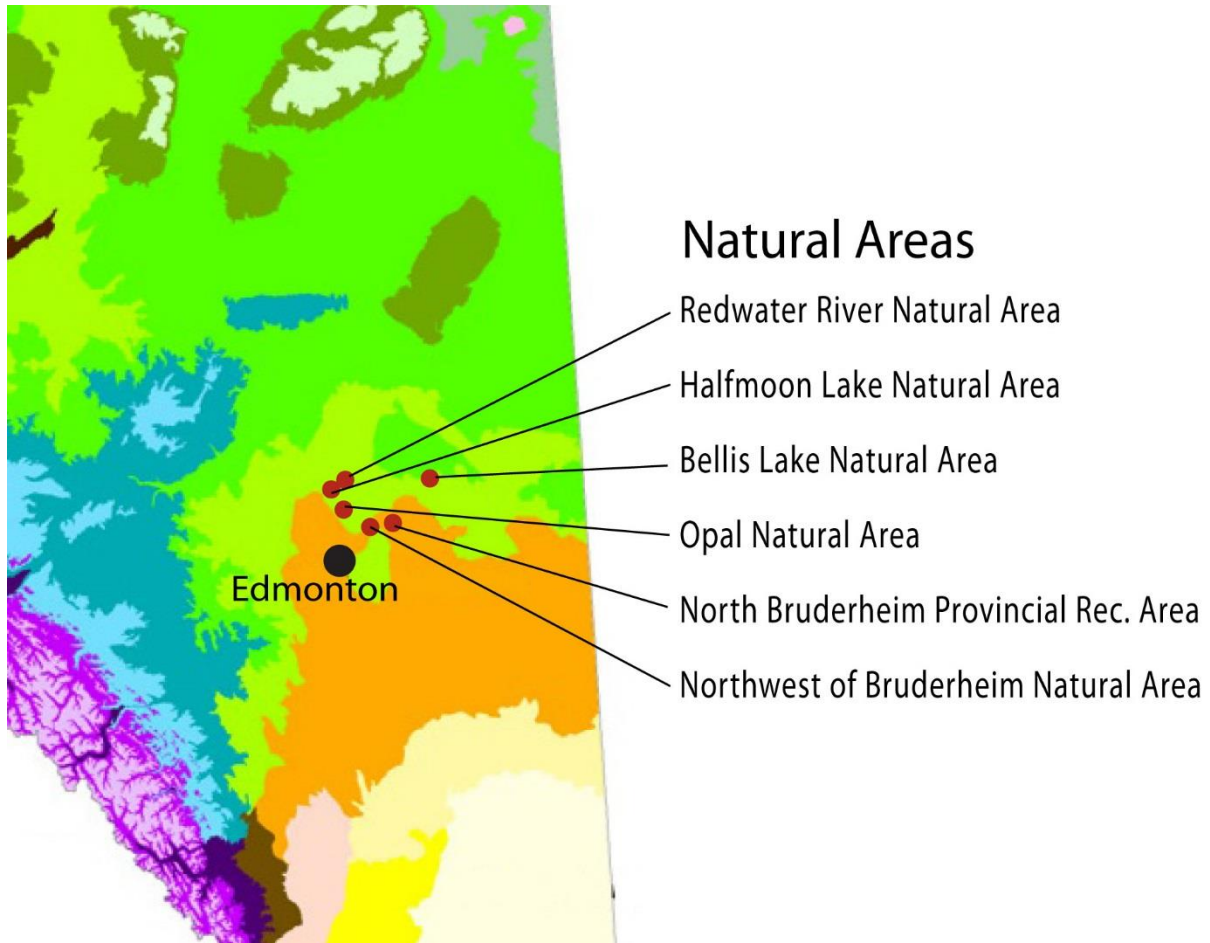 Natural Areas
Redwater River Natural Area
Halfmoon Lake Natural Area
Bellis Lake Natural Area
Opal Natural Area
North Bruderheim Provincial Rec. Area
Northwest of Bruderheim Natural Area
Edmonton